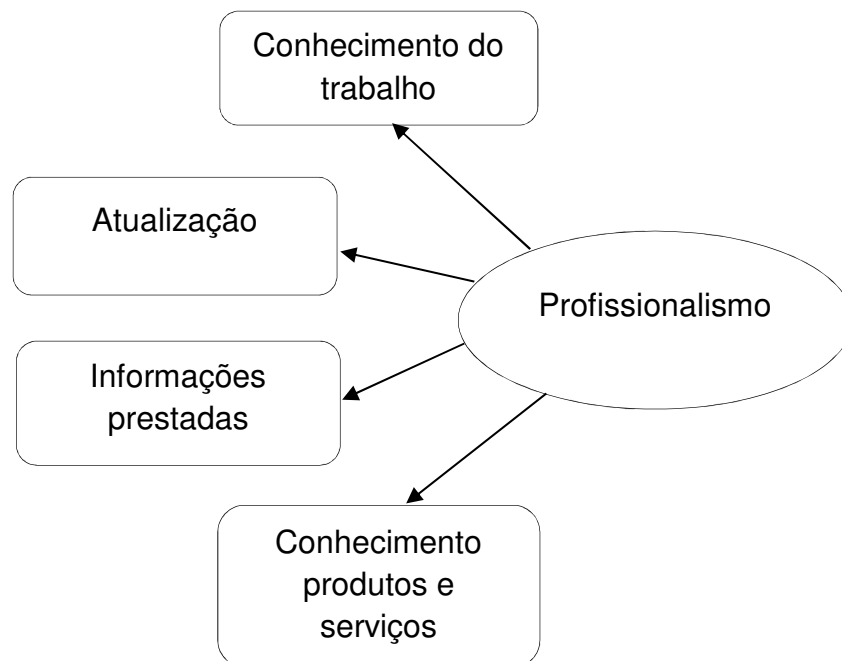 Conhecimento do
trabalho
Atualização
Profissionalismo
Informações
prestadas
Conhecimento
produtos e
serviços